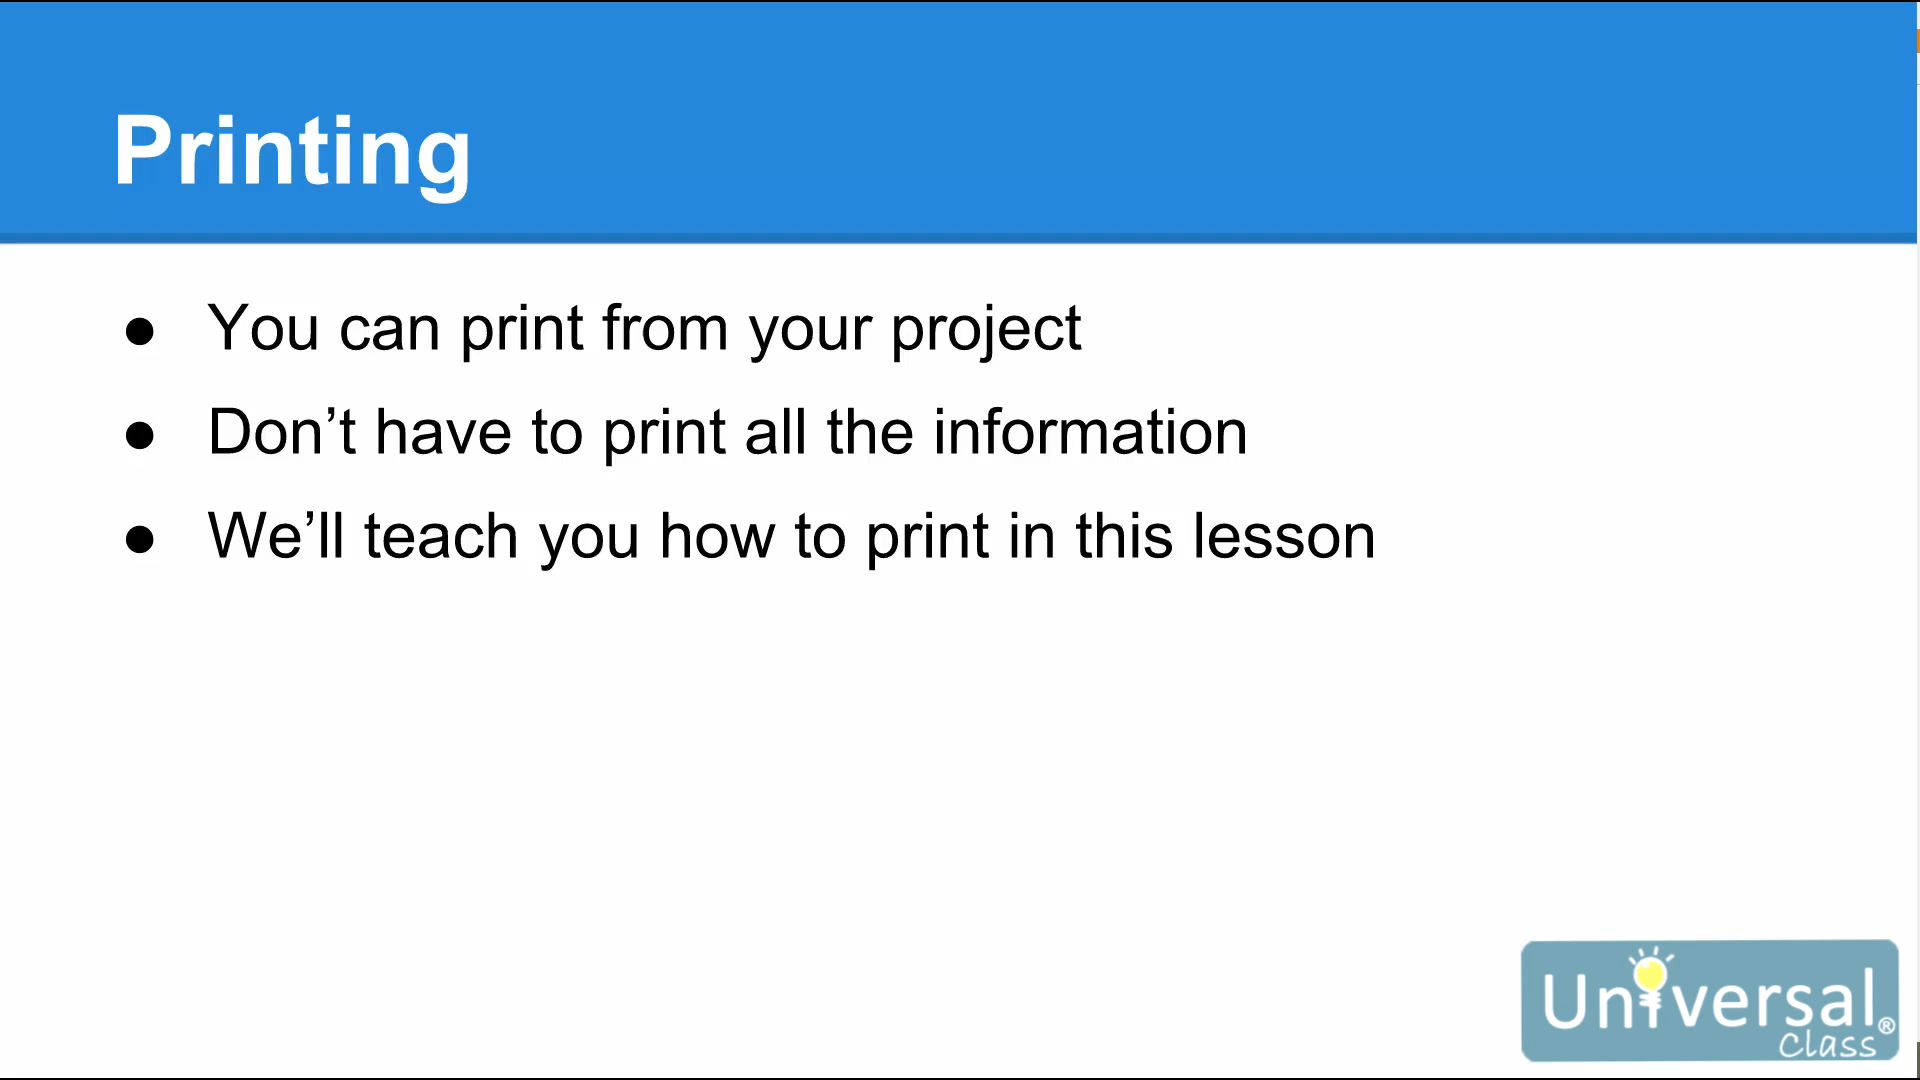 Printing
● You can print from your project
● Don’t have to print all the information
● We’ll teach you how to print in this lesson
Universal®
Class